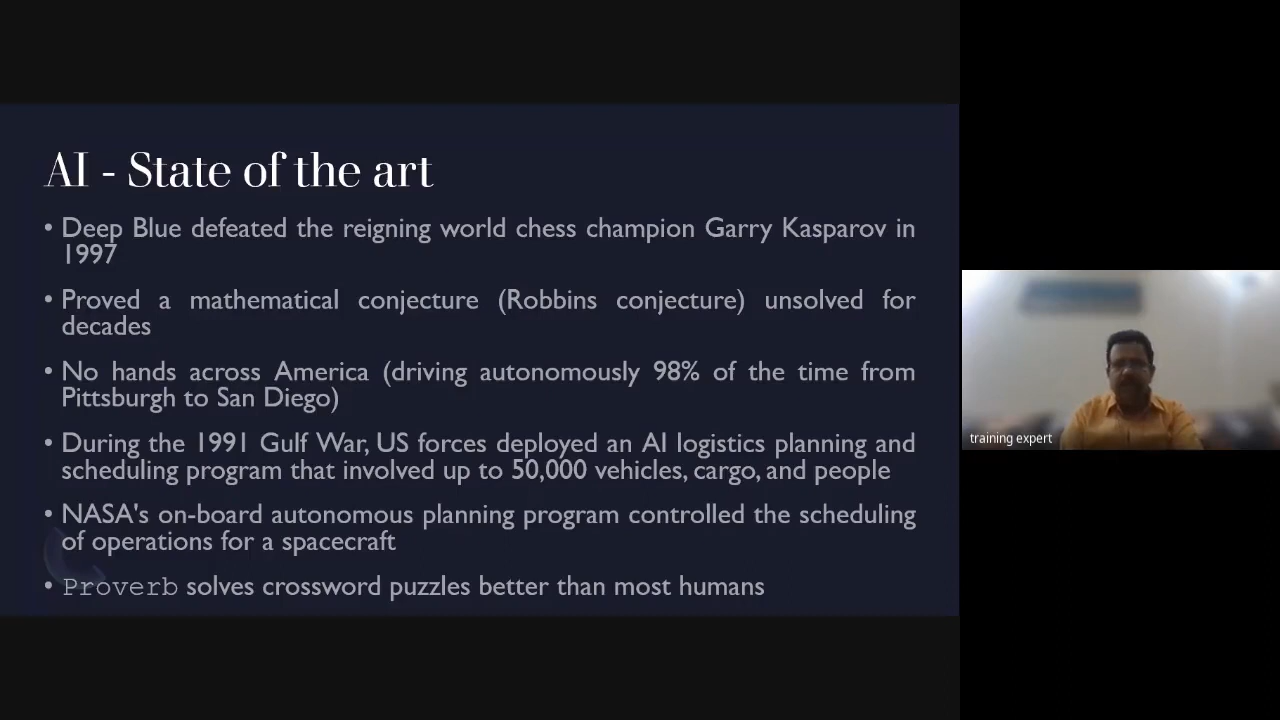 AI - State of the art
• Deep Blue defeated the reigning world chess champion Garry Kasparov in
1997
• Proved a mathematical conjecture (Robbins conjecture) unsolved for
decades
• No hands across America (driving autonomously 98% of the time from
Pittsburgh to San Diego)
• During the 1991 Gulf War, US forces deployed an AI logistics planning and
scheduling program that involved up to 50,000 vehicles, cargo, and people
• NASA's on-board autonomous planning program controlled the scheduling
of operations for a spacecraft
• Proverb solves crossword puzzles better than most humans
training expert